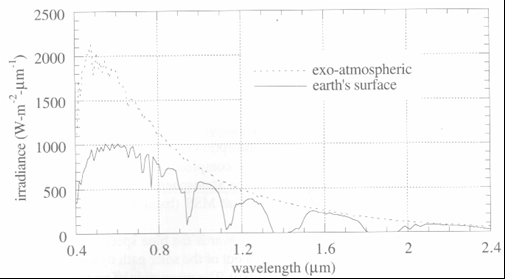 2500
2000
1500
1000
500
0
irradiance (W-m-2-μm-1)
exo-atmospheric
earth's surface
0.4 0.8 1.2 1.6 2 2.4
wavelength (μm)